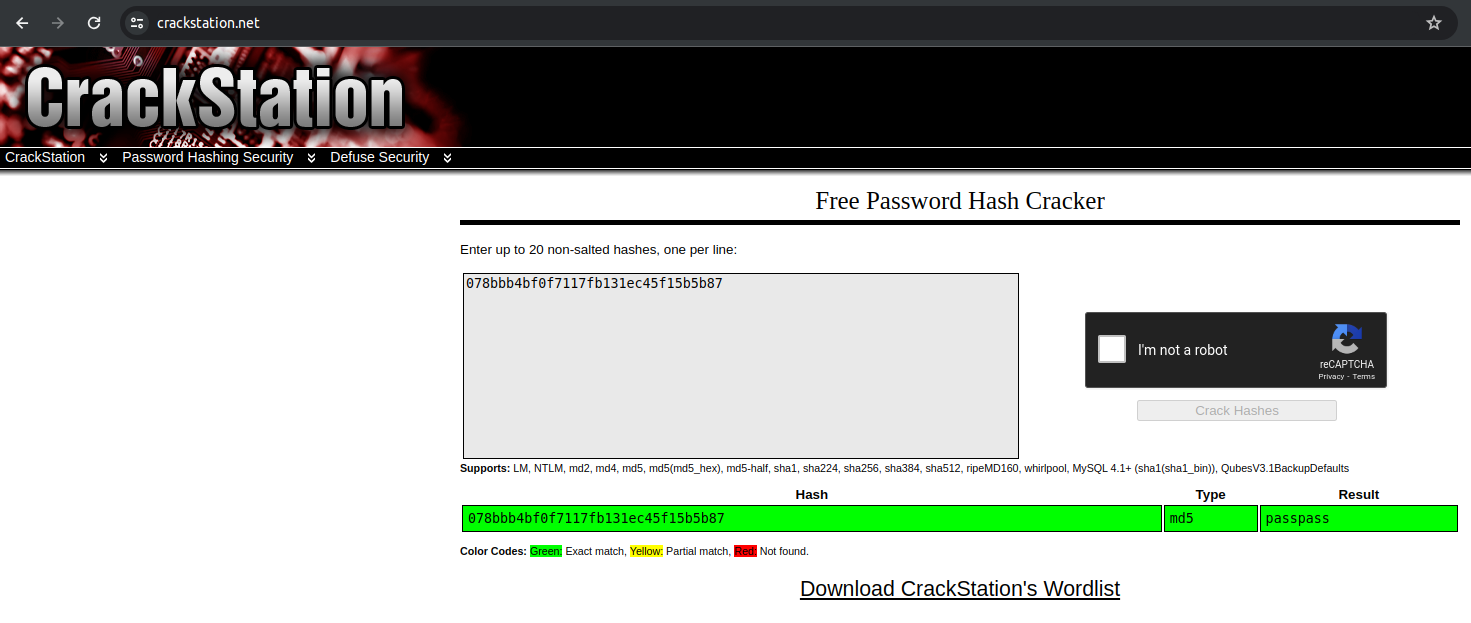 crackstation.net
CrackStation
CrackStation Password Hashing Security Defuse Security
Free Password Hash Cracker
Enter up to 20 non-salted hashes, one per line:
078bbb4bf0f7117fb131ec45f15b5b87
I'm not a robot
reCAPTCHA
Privacy - Terms
Crack Hashes
Supports: LM, NTLM, md2, md4, md5, md5(md5_hex), md5-half, sha1, sha224, sha256, sha384, sha512, ripeMD160, whirlpool, MySQL 4.1+ (sha1(sha1_bin)), QubesV3.1BackupDefaults
Hash Type Result
078bbb4bf0f7117fb131ec45f15b5b87 md5 passpass
Color Codes: Green: Exact match, Yellow: Partial match, Red: Not found.
Download CrackStation's Wordlist